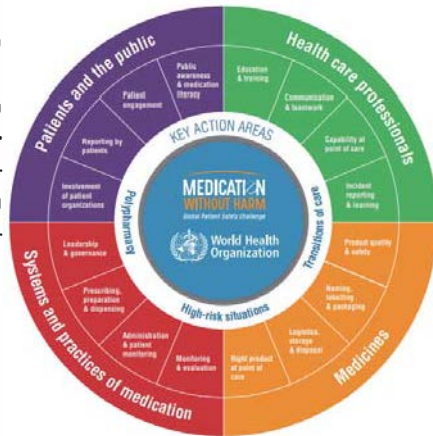 Patients and the public
Public
awareness
& medication
literacy
Patient
engagement
Reporting by
patients
Involvement
of patient
organizations
Health care professionals
Education
& training
Communication
& teamwork
Capability at
point of care
Incident
reporting
& learning
Medicines
Product quality
& safety
Naming,
labelling
& packaging
Logistics,
storage
& disposal
Right product
at point of
care
Systems and practices of medication
Leadership
& governance
Prescribing,
preparation
& dispensing
Administration
& patient
monitoring
Monitoring
& evaluation
KEY ACTION AREAS
Polypharmacy
Transitions of care
High-risk situations
MEDICATION
WITHOUT HARM
Global Patient Safety Challenge
World Health
Organization